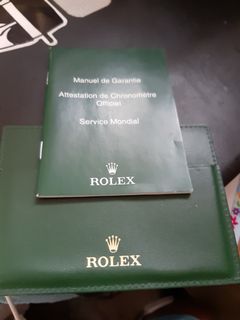 Manuel de Garantie
Attestation de Chronomètre
Officiel
Service Mondial
ROLEX
ROLEX